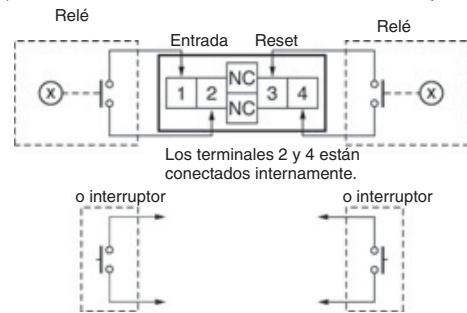 Relé
Relé
Entrada
Reset
X
1
2
NC
NC
3
4
X
Los terminales 2 y 4 están
conectados internamente.
o interruptor
o interruptor